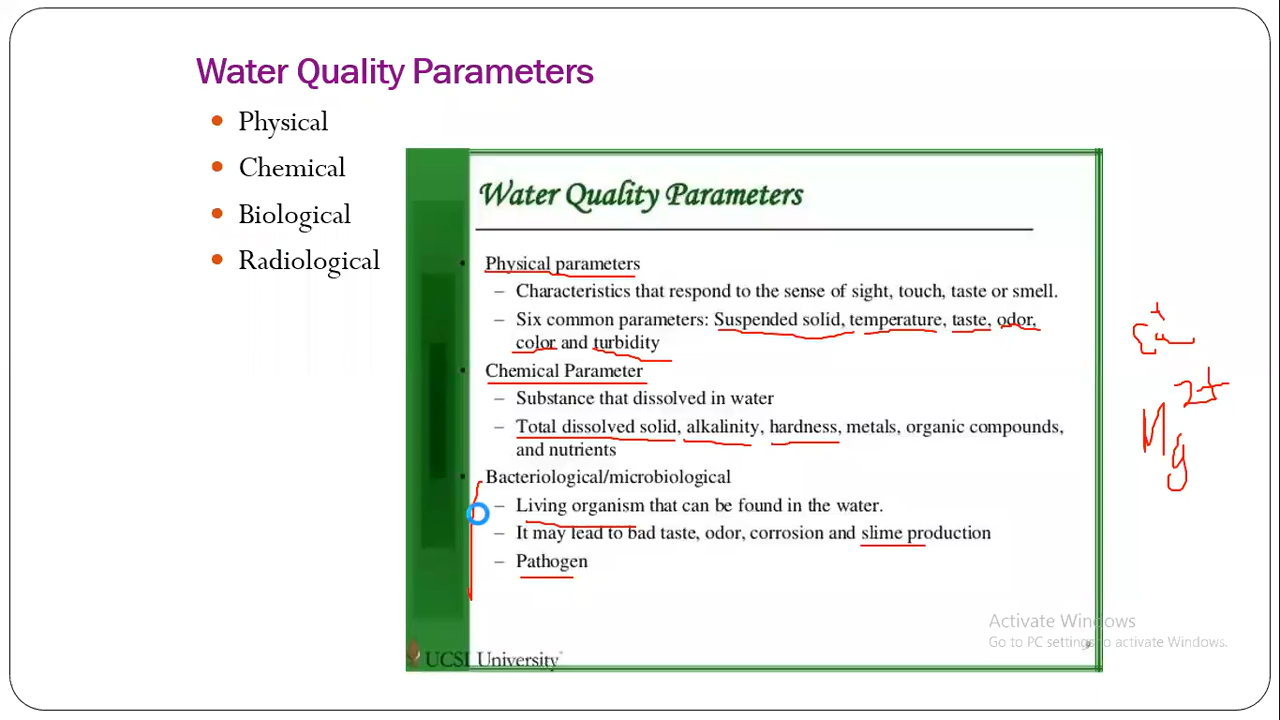 Water Quality Parameters
• Physical
• Chemical
• Biological
• Radiological
Water Quality Parameters
• Physical parameters
– Characteristics that respond to the sense of sight, touch, taste or smell.
– Six common parameters: Suspended solid, temperature, taste, odor,
color and turbidity
• Chemical Parameter
– Substance that dissolved in water
– Total dissolved solid, alkalinity, hardness, metals, organic compounds,
and nutrients
• Bacteriological/microbiological
– Living organism that can be found in the water.
– It may lead to bad taste, odor, corrosion and slime production
– Pathogen
Mg 2+
Activate Windows
Go to PC settings to activate Windows.
UCSI University